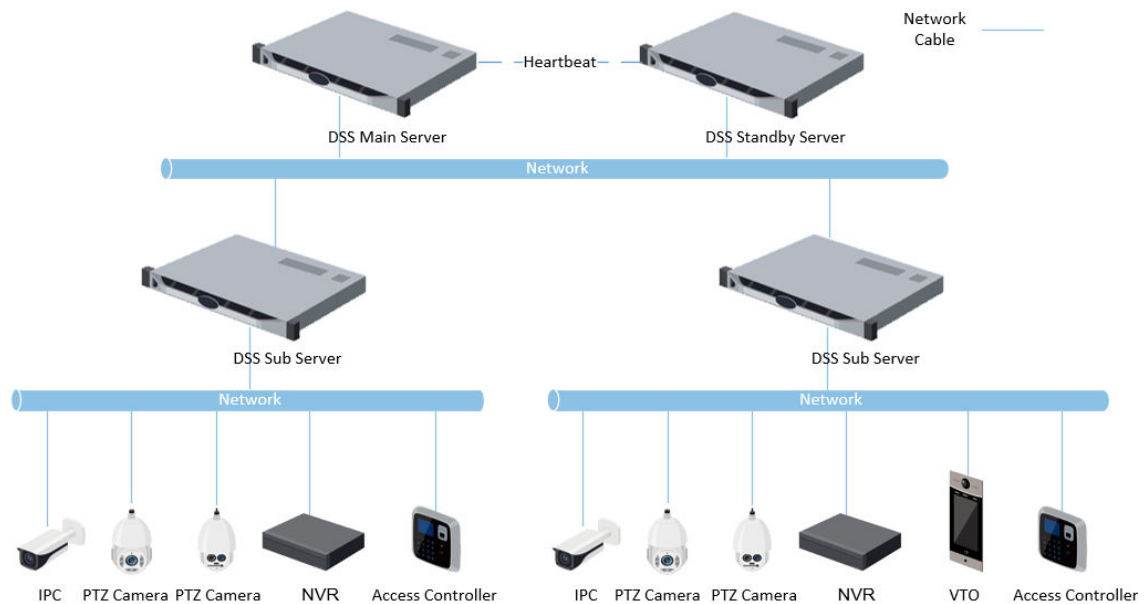 Network
Cable
Heartbeat
DSS Main Server
DSS Standby Server
Network
DSS Sub Server
DSS Sub Server
Network
Network
IPC
PTZ Camera
PTZ Camera
NVR
Access Controller
IPC
PTZ Camera
PTZ Camera
NVR
VTO
Access Controller